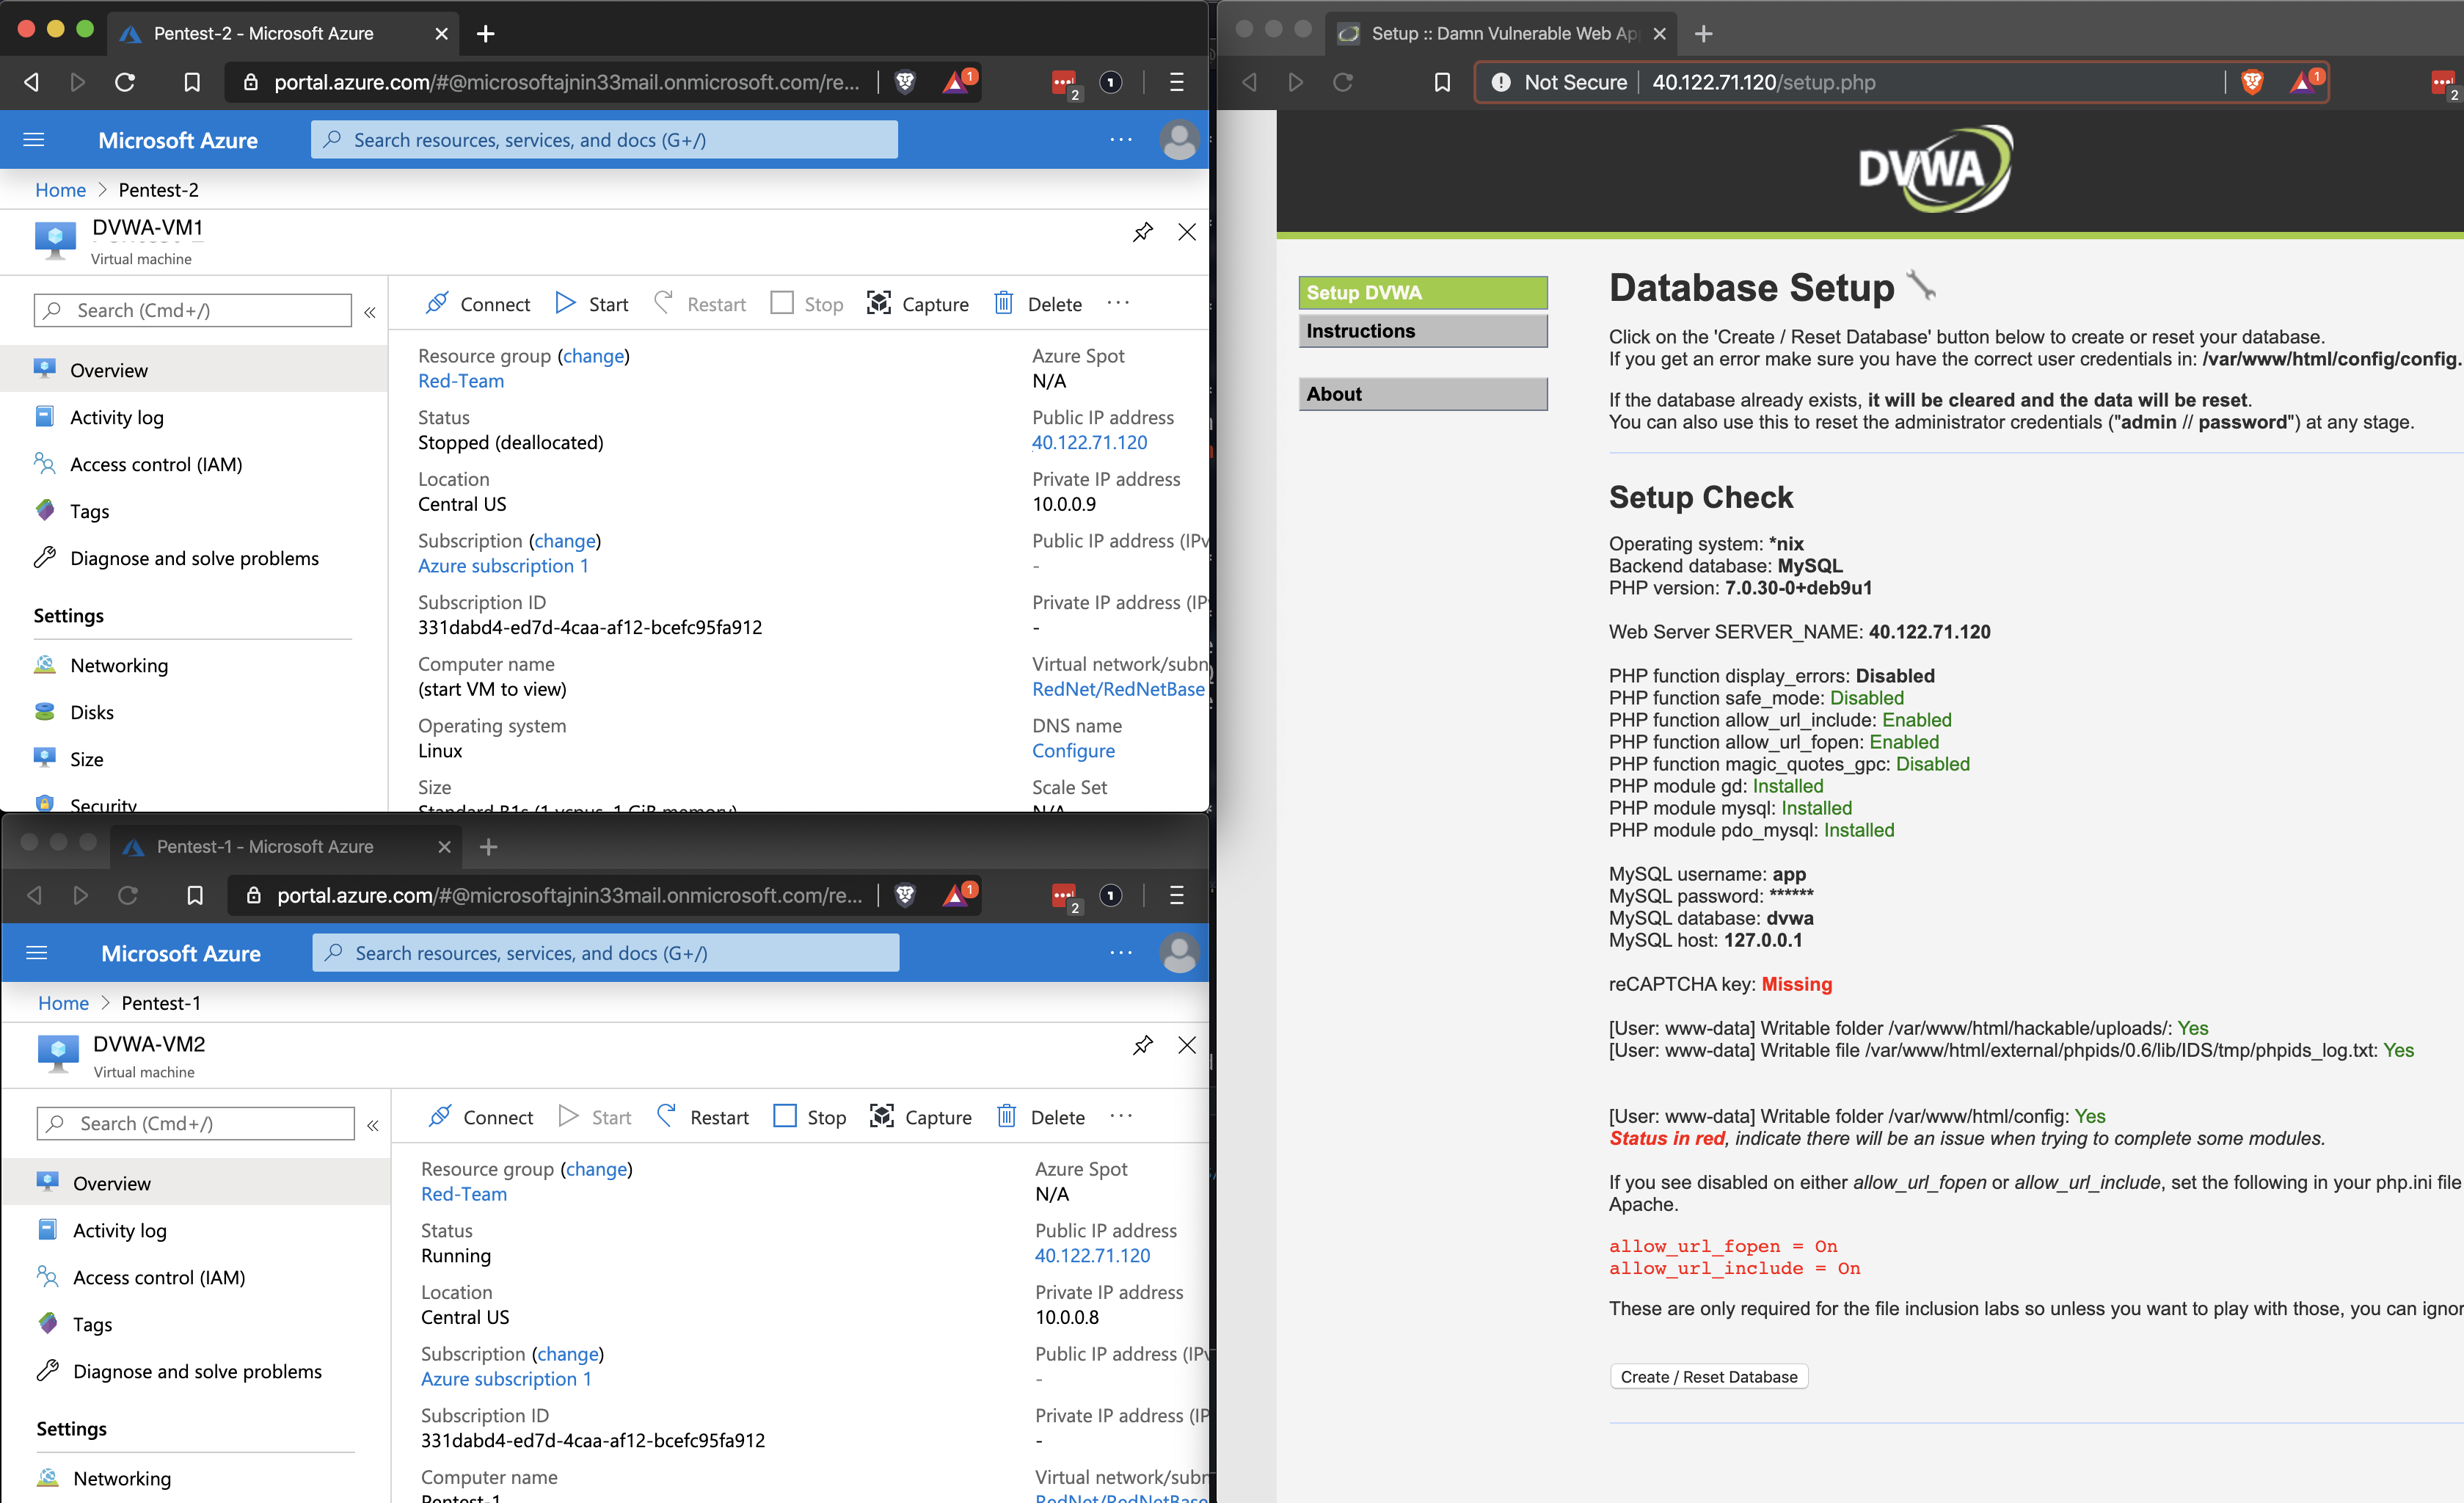 Pentest-2 - Microsoft Azure
portal.azure.com/#@microsoftajnin33mail.onmicrosoft.com/re...
1
2
1
Microsoft Azure
Search resources, services, and docs (G+/)
Home > Pentest-2
DVWA-VM1
Virtual machine
Search (Cmd+/)
Overview
Activity log
Access control (IAM)
Tags
Diagnose and solve problems
Settings
Networking
Disks
Size
Security
Connect Start Restart Stop Capture Delete
Resource group (change)
Red-Team
Status
Stopped (deallocated)
Location
Central US
Subscription (change)
Azure subscription 1
Subscription ID
331dabd4-ed7d-4caa-af12-bcefc95fa912
Computer name
(start VM to view)
Operating system
Linux
Size
Standard B1s (1 vcpus, 1 GiB memory)
Azure Spot
N/A
Public IP address
40.122.71.120
Private IP address
10.0.0.9
Public IP address (IPv
-
Private IP address (IP
-
Virtual network/subn
RedNet/RedNetBase
DNS name
Configure
Scale Set
N/A
Pentest-1 - Microsoft Azure
portal.azure.com/#@microsoftajnin33mail.onmicrosoft.com/re...
1
2
1
Microsoft Azure
Search resources, services, and docs (G+/)
Home > Pentest-1
DVWA-VM2
Virtual machine
Search (Cmd+/)
Overview
Activity log
Access control (IAM)
Tags
Diagnose and solve problems
Settings
Networking
Connect Start Restart Stop Capture Delete
Resource group (change)
Red-Team
Status
Running
Location
Central US
Subscription (change)
Azure subscription 1
Subscription ID
331dabd4-ed7d-4caa-af12-bcefc95fa912
Computer name
Pentest-1
Azure Spot
N/A
Public IP address
40.122.71.120
Private IP address
10.0.0.8
Public IP address (IPv
-
Private IP address (IP
-
Virtual network/subn
RedNet/RedNetBase
Setup :: Damn Vulnerable Web Ap
Not Secure 40.122.71.120/setup.php
1
2
DVWA
Setup DVWA
Instructions
About
Database Setup
Click on the 'Create / Reset Database' button below to create or reset your database.
If you get an error make sure you have the correct user credentials in: /var/www/html/config/config.
If the database already exists, it will be cleared and the data will be reset.
You can also use this to reset the administrator credentials ("admin // password") at any stage.
Setup Check
Operating system: *nix
Backend database: MySQL
PHP version: 7.0.30-0+deb9u1
Web Server SERVER_NAME: 40.122.71.120
PHP function display_errors: Disabled
PHP function safe_mode: Disabled
PHP function allow_url_include: Enabled
PHP function allow_url_fopen: Enabled
PHP function magic_quotes_gpc: Disabled
PHP module gd: Installed
PHP module mysql: Installed
PHP module pdo_mysql: Installed
MySQL username: app
MySQL password: ******
MySQL database: dvwa
MySQL host: 127.0.0.1
reCAPTCHA key: Missing
[User: www-data] Writable folder /var/www/html/hackable/uploads/: Yes
[User: www-data] Writable file /var/www/html/external/phpids/0.6/lib/IDS/tmp/phpids_log.txt: Yes
[User: www-data] Writable folder /var/www/html/config: Yes
Status in red, indicate there will be an issue when trying to complete some modules.
If you see disabled on either allow_url_fopen or allow_url_include, set the following in your php.ini file
Apache.
allow_url_fopen = On
allow_url_include = On
These are only required for the file inclusion labs so unless you want to play with those, you can ignor
Create / Reset Database